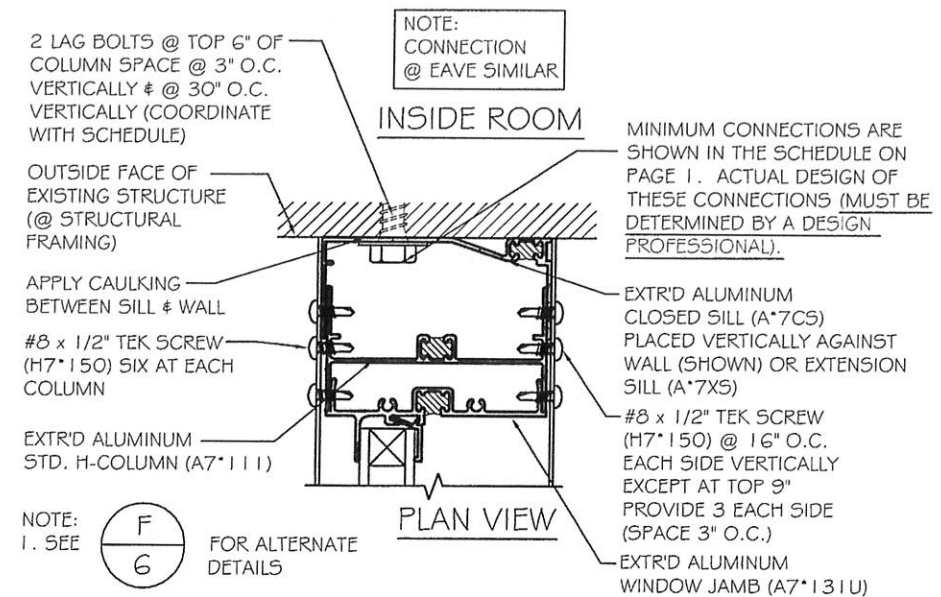 NOTE:
CONNECTION
@ EAVE SIMILAR
INSIDE ROOM
2 LAG BOLTS @ TOP 6" OF
COLUMN SPACE @ 3" O.C.
VERTICALLY & @ 30" O.C.
VERTICALLY (COORDINATE
WITH SCHEDULE)
OUTSIDE FACE OF
EXISTING STRUCTURE
(@ STRUCTURAL
FRAMING)
APPLY CAULKING
BETWEEN SILL & WALL
#8 x 1/2" TEK SCREW
(H7*150) SIX AT EACH
COLUMN
EXTR'D ALUMINUM
STD. H-COLUMN (A7*111)
NOTE:
1. SEE
F
6
FOR ALTERNATE
DETAILS
PLAN VIEW
MINIMUM CONNECTIONS ARE
SHOWN IN THE SCHEDULE ON
PAGE 1. ACTUAL DESIGN OF
THESE CONNECTIONS (MUST BE
DETERMINED BY A DESIGN
PROFESSIONAL).
EXTR'D ALUMINUM
CLOSED SILL (A*7CS)
PLACED VERTICALLY AGAINST
WALL (SHOWN) OR EXTENSION
SILL (A*7XS)
#8 x 1/2" TEK SCREW
(H7*150) @ 16" O.C.
EACH SIDE VERTICALLY
EXCEPT AT TOP 9"
PROVIDE 3 EACH SIDE
(SPACE 3" O.C.)
EXTR'D ALUMINUM
WINDOW JAMB (A7*131U)